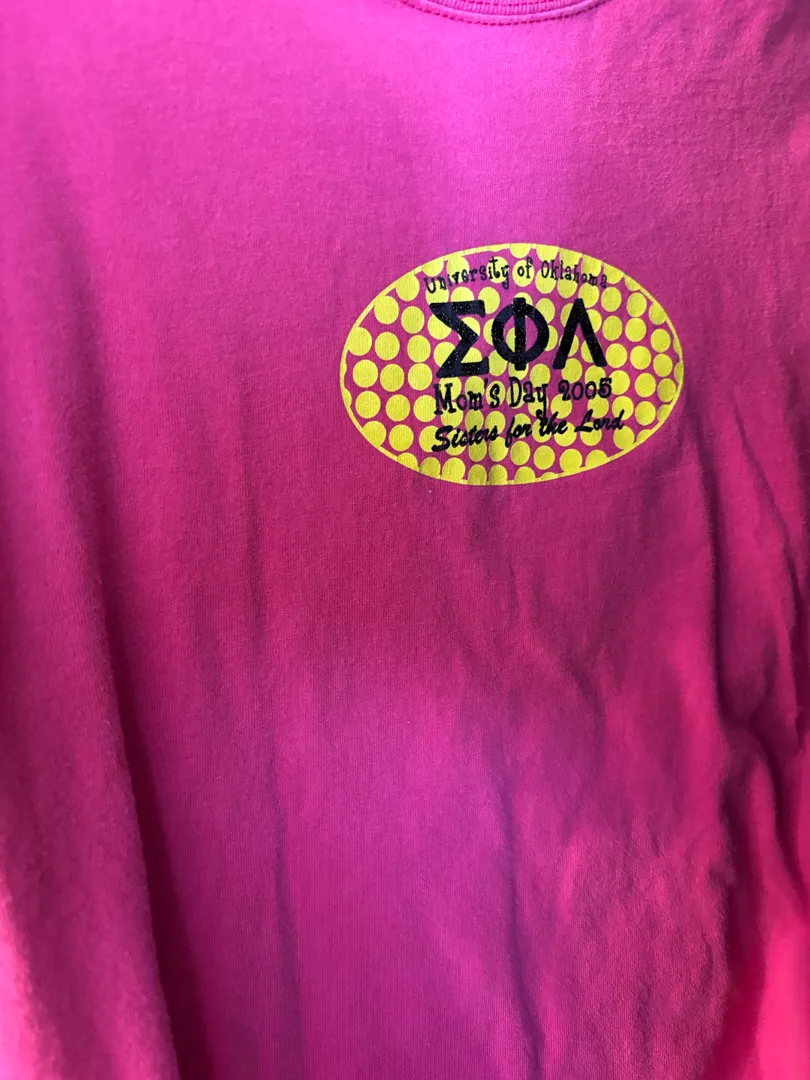 University of Oklahoma
ΣΦΛ
Mom's Day 2005
Sisters for the Lord